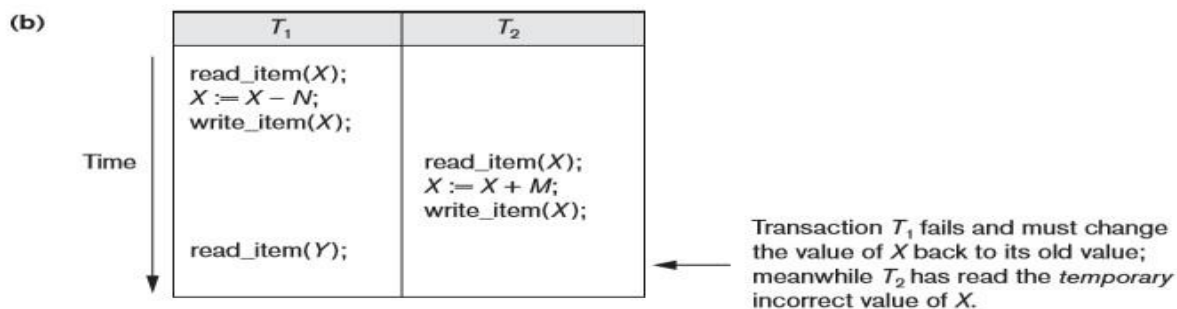 (b)
T₁ T₂
read_item(X);
X := X – N;
write_item(X);
Time
read_item(X);
X := X + M;
write_item(X);
read_item(Y);
Transaction T₁ fails and must change
the value of X back to its old value;
meanwhile T₂ has read the temporary
incorrect value of X.